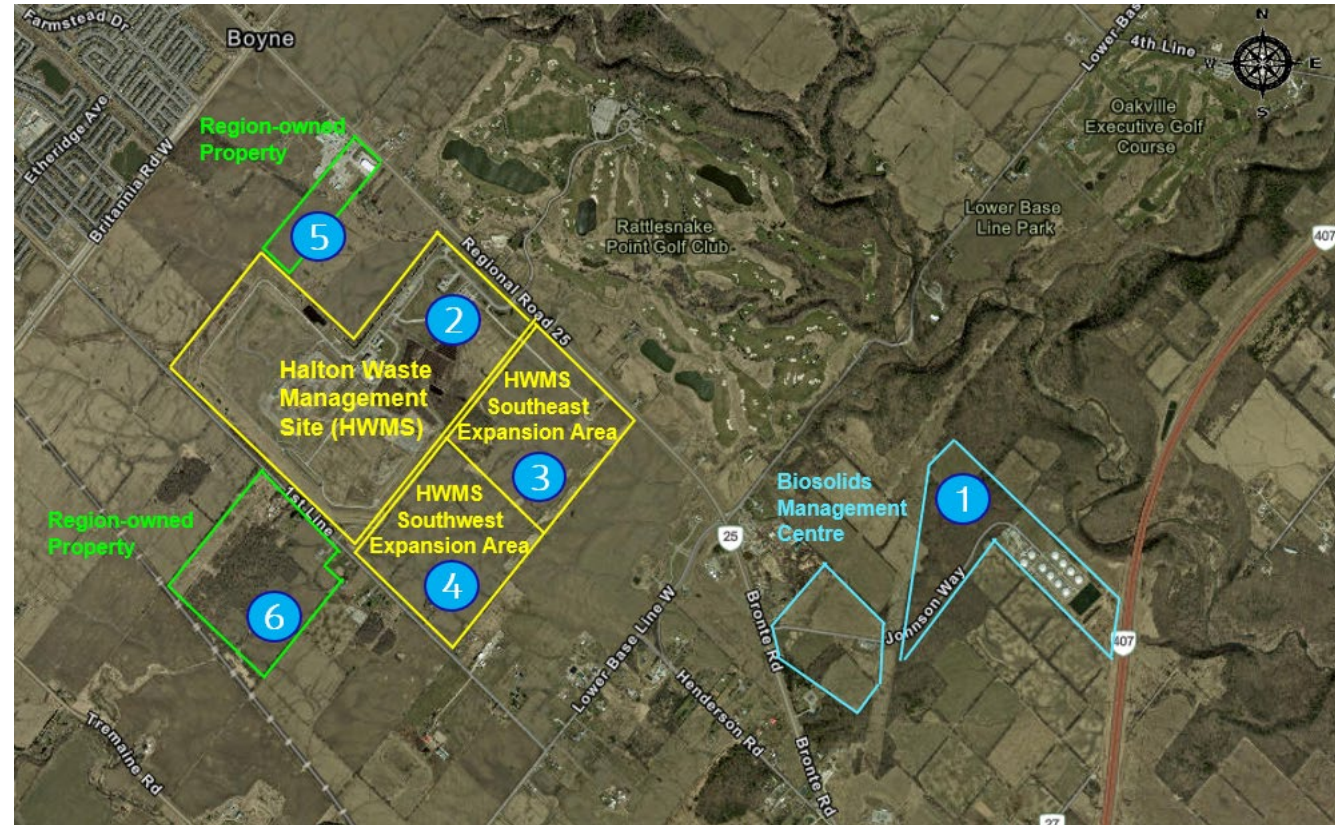 Farmstead Dr
Boyne
N
W
E
S
Lower Bas
4th Line
Etheridge Ave
Britannia Rd W
Region-owned
Property
Oakville
Executive Golf
Course
5
Rattlesnake
Point Golf Club
Lower Base
Line Park
407
Regional Road 25
2
Halton Waste
Management
Site (HWMS)
HWMS
Southeast
Expansion Area
3
HWMS
Southwest
Expansion Area
4
1st Line
Region-owned
Property
6
Biosolids
Management
Centre
1
25
Johnson Way
Bronte Rd
407
Lower Base Line W
Henderson Rd
Bronte Rd
Tremaine Rd
27